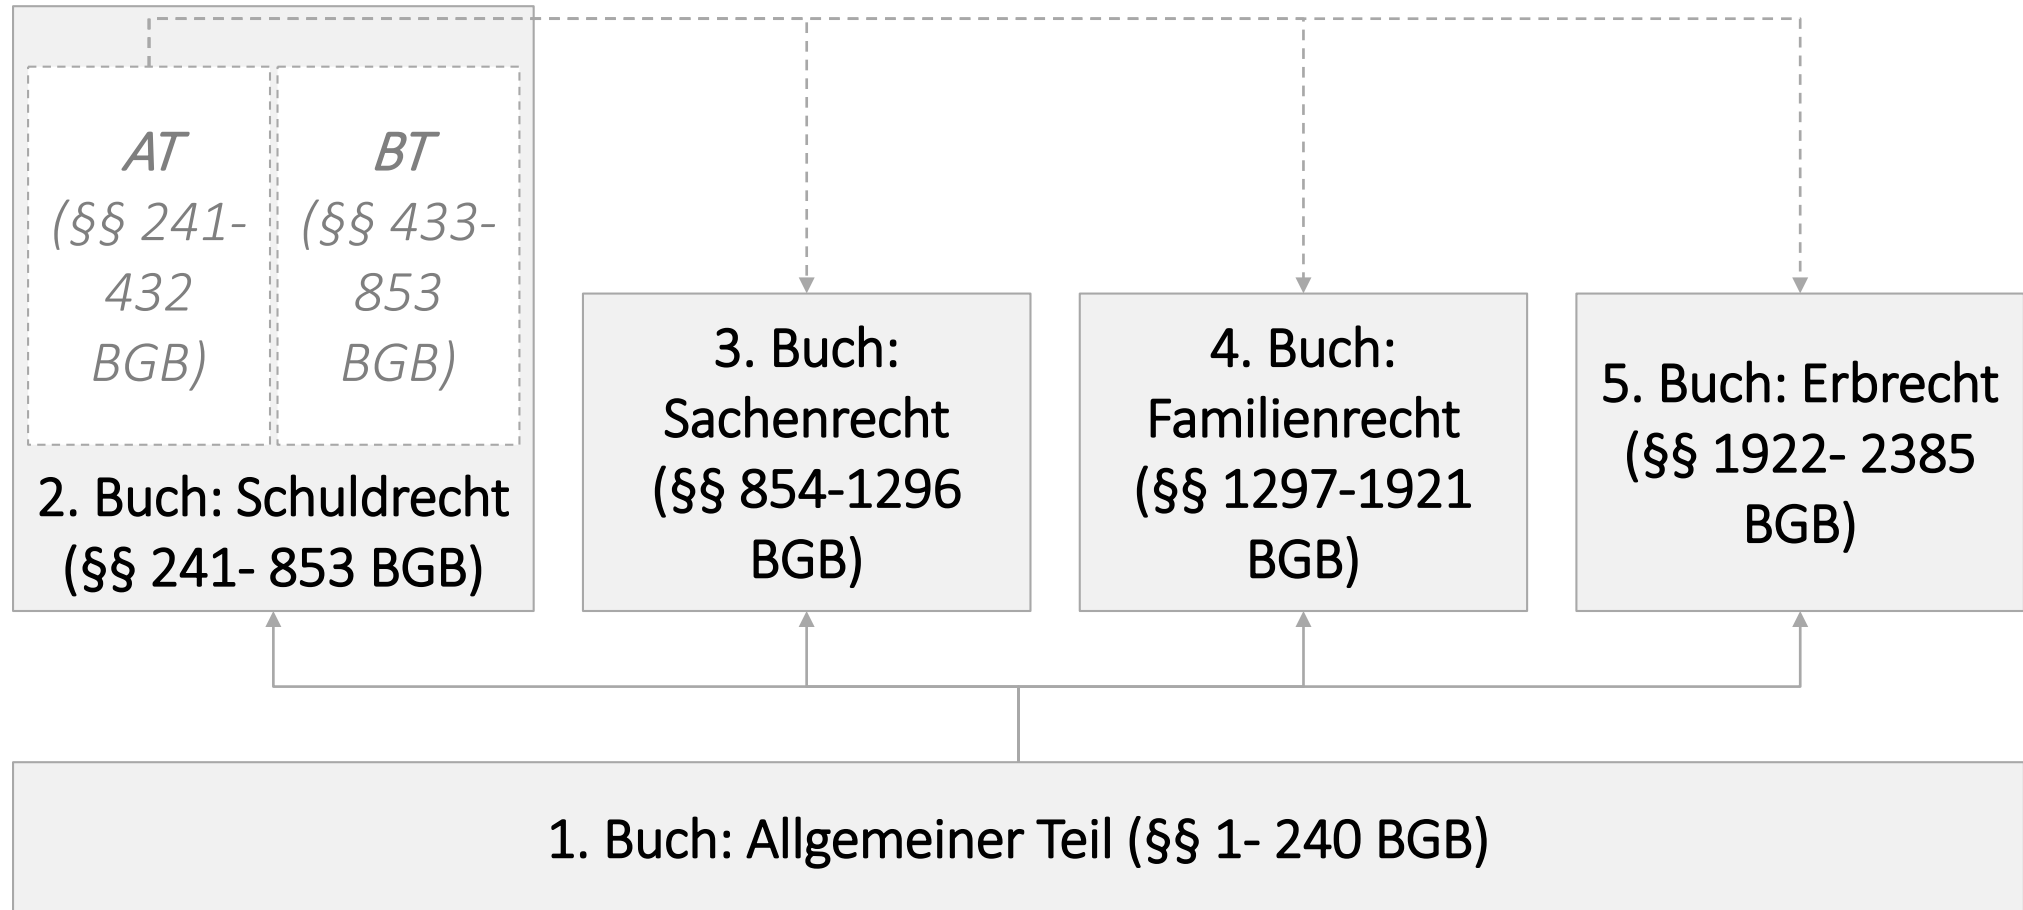 AT
(§§ 241-
432
BGB)
BT
(§§ 433-
853
BGB)
2. Buch: Schuldrecht
(§§ 241- 853 BGB)
3. Buch:
Sachenrecht
(§§ 854-1296
BGB)
4. Buch:
Familienrecht
(§§ 1297-1921
BGB)
5. Buch: Erbrecht
(§§ 1922- 2385
BGB)
1. Buch: Allgemeiner Teil (§§ 1- 240 BGB)